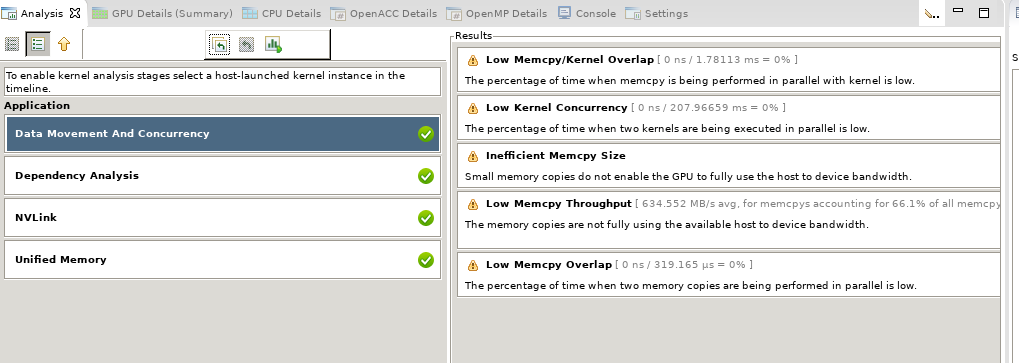 Analysis GPU Details (Summary) CPU Details OpenACC Details OpenMP Details Console Settings
Results
To enable kernel analysis stages select a host-launched kernel instance in the
timeline.
Application
Data Movement And Concurrency
Dependency Analysis
NVLink
Unified Memory
Low Memcpy/Kernel Overlap [ 0 ns / 1.78113 ms = 0% ]
The percentage of time when memcpy is being performed in parallel with kernel is low.
Low Kernel Concurrency [ 0 ns / 207.96659 ms = 0% ]
The percentage of time when two kernels are being executed in parallel is low.
Inefficient Memcpy Size
Small memory copies do not enable the GPU to fully use the host to device bandwidth.
Low Memcpy Throughput [ 634.552 MB/s avg, for memcpys accounting for 66.1% of all memcpy
The memory copies are not fully using the available host to device bandwidth.
Low Memcpy Overlap [ 0 ns / 319.165 µs = 0% ]
The percentage of time when two memory copies are being performed in parallel is low.